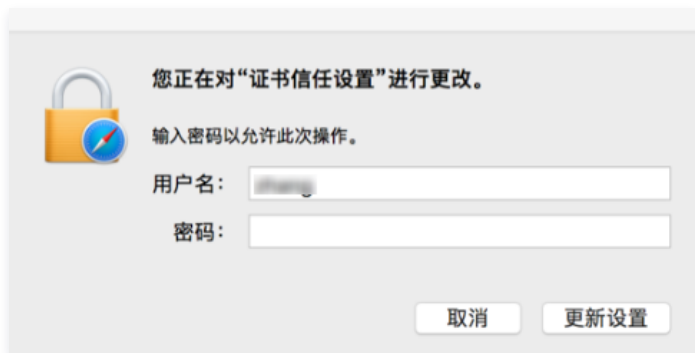 您正在对“证书信任设置”进行更改。
输入密码以允许此次操作。
用户名：
密码：
取消
更新设置